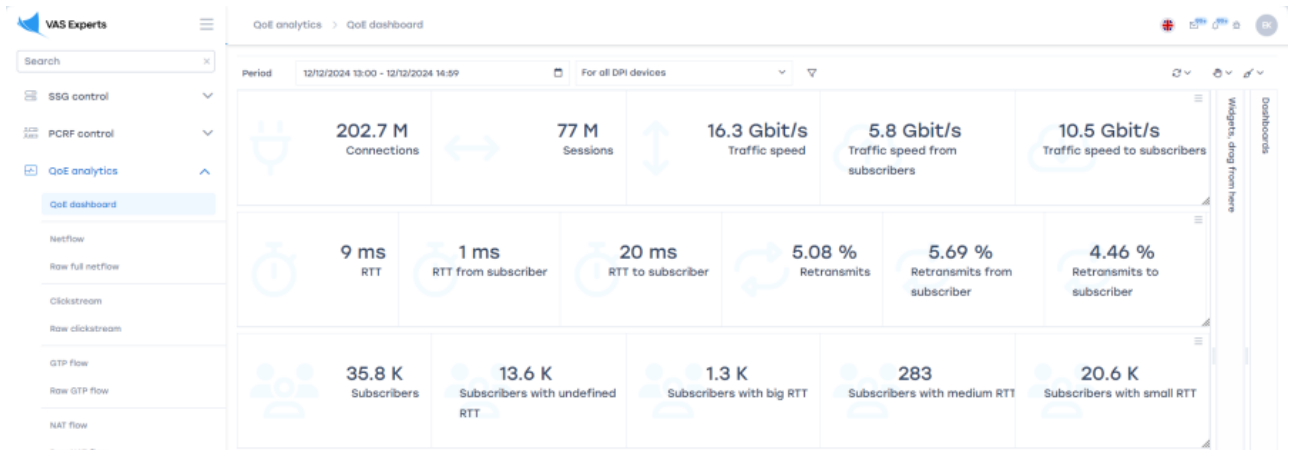 VAS Experts
QoE analytics > QoE dashboard
99+ 99+ RK
Search
Period 12/12/2024 13:00 - 12/12/2024 14:59 For all DPI devices
SSG control
PCRF control
QoE analytics
QoE dashboard
Netflow
Raw full netflow
Clickstream
Raw clickstream
GTP flow
Raw GTP flow
NAT flow
202.7 M
Connections
77 M
Sessions
16.3 Gbit/s
Traffic speed
5.8 Gbit/s
Traffic speed from
subscribers
10.5 Gbit/s
Traffic speed to subscribers
9 ms
RTT
1 ms
RTT from subscriber
20 ms
RTT to subscriber
5.08 %
Retransmits
5.69 %
Retransmits from
subscriber
4.46 %
Retransmits to
subscriber
35.8 K
Subscribers
13.6 K
Subscribers with undefined
RTT
1.3 K
Subscribers with big RTT
283
Subscribers with medium RTT
20.6 K
Subscribers with small RTT
Widgets, drag from here
Dashboards